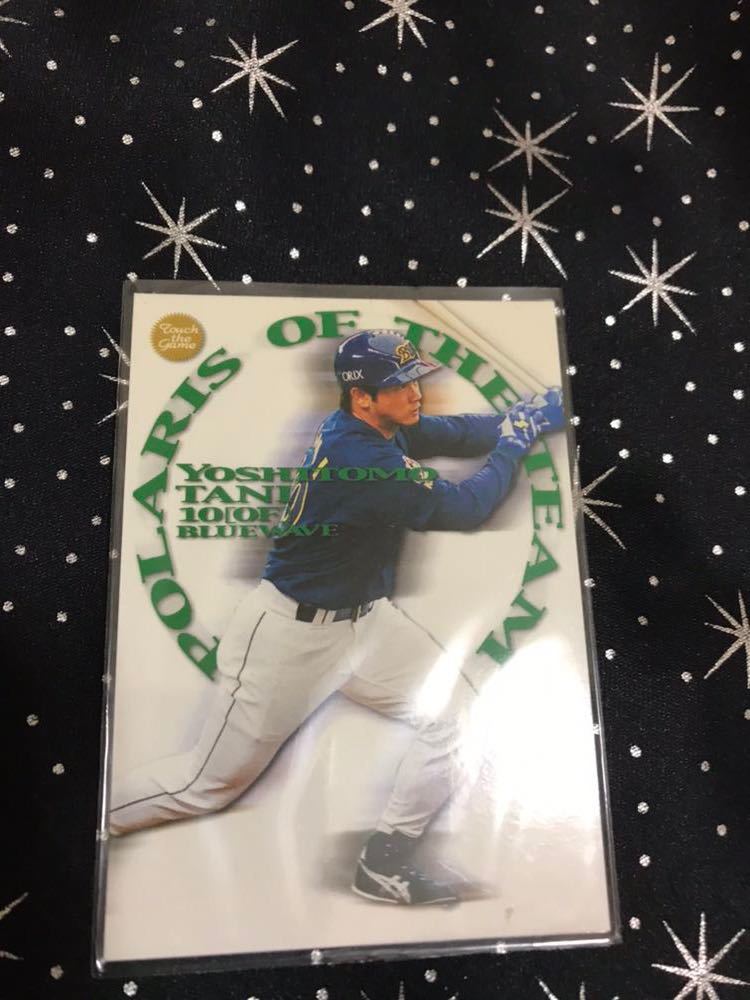 Touch
the
Game
POLARIS OF THE TEAM
ORIX
YOSHITOMO
TANI
10[OF]
BLUEWAVE